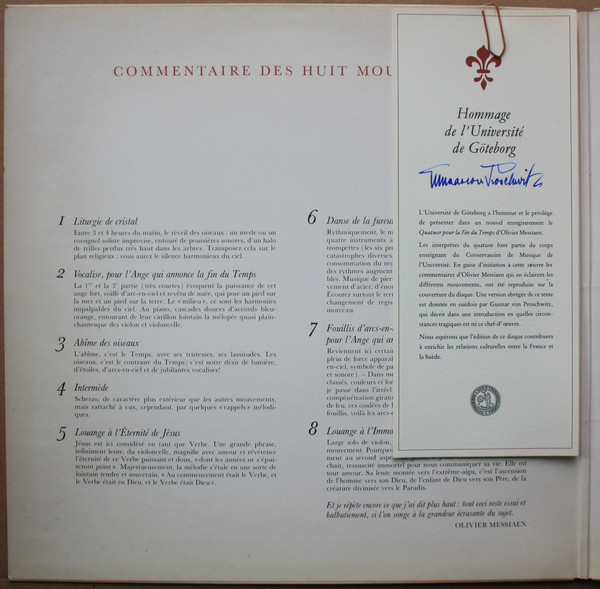 COMMENTAIRE DES HUIT MOU
1 Liturgie de cristal
Entre 3 et 4 heures du matin, le réveil des oiseaux : un merle ou un
rossignol soliste improvise, entouré de poussières sonores, d'un halo
de trilles perdus très haut dans les arbres. Transposez cela sur le
plan religieux : vous aurez le silence harmonieux du ciel.
2 Vocalise, pour l'Ange qui annonce la fin du Temps
La 1re et la 3e partie (très courtes) évoquent la puissance de cet
ange fort, coiffé d'arc-en-ciel et revêtu de nuée, qui pose un pied sur
la mer et un pied sur la terre. Le « milieu », ce sont les harmonies
impalpables du ciel. Au piano, cascades douces d'accords bleu-
orange, entourant de leur carillon lointain la mélopée quasi plain-
chantesque des violon et violoncelle.
3 Abîme des oiseaux
L'abîme, c'est le Temps, avec ses tristesses, ses lassitudes. Les
oiseaux, c'est le contraire du Temps; c'est notre désir de lumière,
d'étoiles, d'arcs-en-ciel et de jubilantes vocalises!
4 Intermède
Scherzo, de caractère plus extérieur que les autres mouvements,
mais rattaché à eux, cependant, par quelques « rappels » mélodi-
ques.
5 Louange à l'Éternité de Jésus
Jésus est ici considéré en tant que Verbe. Une grande phrase,
infiniment lente, du violoncelle, magnifie avec amour et révérence
l'éternité de ce Verbe puissant et doux, « dont les années ne s'épui-
seront point ». Majestueusement, la mélodie s'étale en une sorte de
lointain tendre et souverain. « Au commencement était le Verbe, et
le Verbe était en Dieu, et le Verbe était Dieu ».
6 Danse de la fureu
Rythmiquement, le m
quatre instruments à
trompettes (les six pre
catastrophes diverses,
consommation du mys
des rythmes augment
bles. Musique de pier
vement d'acier, d'énor
Écoutez surtout le terr
changement de regis
morceau.
7 Fouillis d'arcs-en-
pour l'Ange qui an
Reviennent ici certain
plein de force apparaî
en-ciel, symbole de pa
et sonore). – Dans me
classés, couleurs et for
je passe dans l'irréel
compénétration girato
de feu, ces coulées de l
fouillis, voilà les arcs-
8 Louange à l'Immo
Large solo de violon,
mouvement. Pourquo
ment au second aspe
chair, ressuscité immortel pour nous communiquer sa vie. Elle est
tout amour. Sa lente montée vers l'extrême-aigu, c'est l'ascension
de l'homme vers son Dieu, de l'enfant de Dieu vers son Père, de la
créature divinisée vers le Paradis.
Et je répète encore ce que j'ai dit plus haut : tout ceci reste essai et
balbutiement, si l'on songe à la grandeur écrasante du sujet.
OLIVIER MESSIAEN
Hommage
de l'Université
de Göteborg
L'Université de Göteborg a l'honneur et le privilège
de présenter dans un nouvel enregistrement le
Quatuor pour la Fin du Temps d'Olivier Messiaen.
Les interprètes du quatuor font partie du corps
enseignant du Conservatoire de Musique de
l'Université. En guise d'initiation à cette œuvre les
commentaires d'Olivier Messiaen qui en éclairent les
différents mouvements, ont été reproduits sur la
couverture du disque. Une version abrégée de ce texte
est donnée en suédois par Gunnar von Proschwitz,
qui décrit dans une introduction en quelles circons-
tances tragiques est né ce chef-d'œuvre.
Nous espérons que l'édition de ce disque contribuera
à enrichir les relations culturelles entre la France et
la Suède.